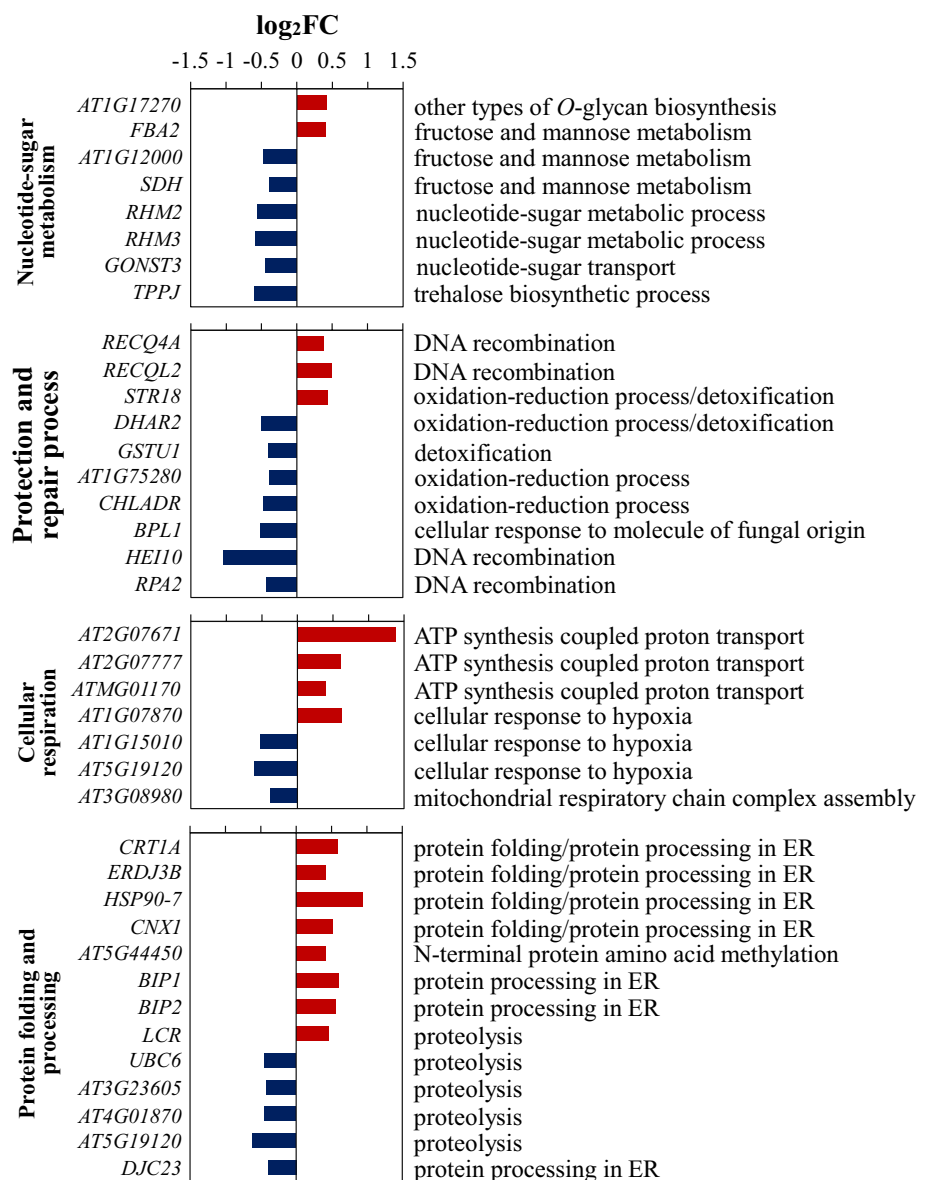 log₂FC
-1.5 -1 -0.5 0 0.5 1 1.5
Nucleotide-sugar
metabolism
AT1G17270 other types of O-glycan biosynthesis
FBA2 fructose and mannose metabolism
AT1G12000 fructose and mannose metabolism
SDH fructose and mannose metabolism
RHM2 nucleotide-sugar metabolic process
RHM3 nucleotide-sugar metabolic process
GONST3 nucleotide-sugar transport
TPPJ trehalose biosynthetic process
Protection and
repair process
RECQ4A DNA recombination
RECQL2 DNA recombination
STR18 oxidation-reduction process/detoxification
DHAR2 oxidation-reduction process/detoxification
GSTU1 detoxification
AT1G75280 oxidation-reduction process
CHLADR oxidation-reduction process
BPL1 cellular response to molecule of fungal origin
HEI10 DNA recombination
RPA2 DNA recombination
Cellular
respiration
AT2G07671 ATP synthesis coupled proton transport
AT2G07777 ATP synthesis coupled proton transport
ATMG01170 ATP synthesis coupled proton transport
AT1G07870 cellular response to hypoxia
AT1G15010 cellular response to hypoxia
AT5G19120 cellular response to hypoxia
AT3G08980 mitochondrial respiratory chain complex assembly
Protein folding and
processing
CRT1A protein folding/protein processing in ER
ERDJ3B protein folding/protein processing in ER
HSP90-7 protein folding/protein processing in ER
CNX1 protein folding/protein processing in ER
AT5G44450 N-terminal protein amino acid methylation
BIP1 protein processing in ER
BIP2 protein processing in ER
LCR proteolysis
UBC6 proteolysis
AT3G23605 proteolysis
AT4G01870 proteolysis
AT5G19120 proteolysis
DJC23 protein processing in ER